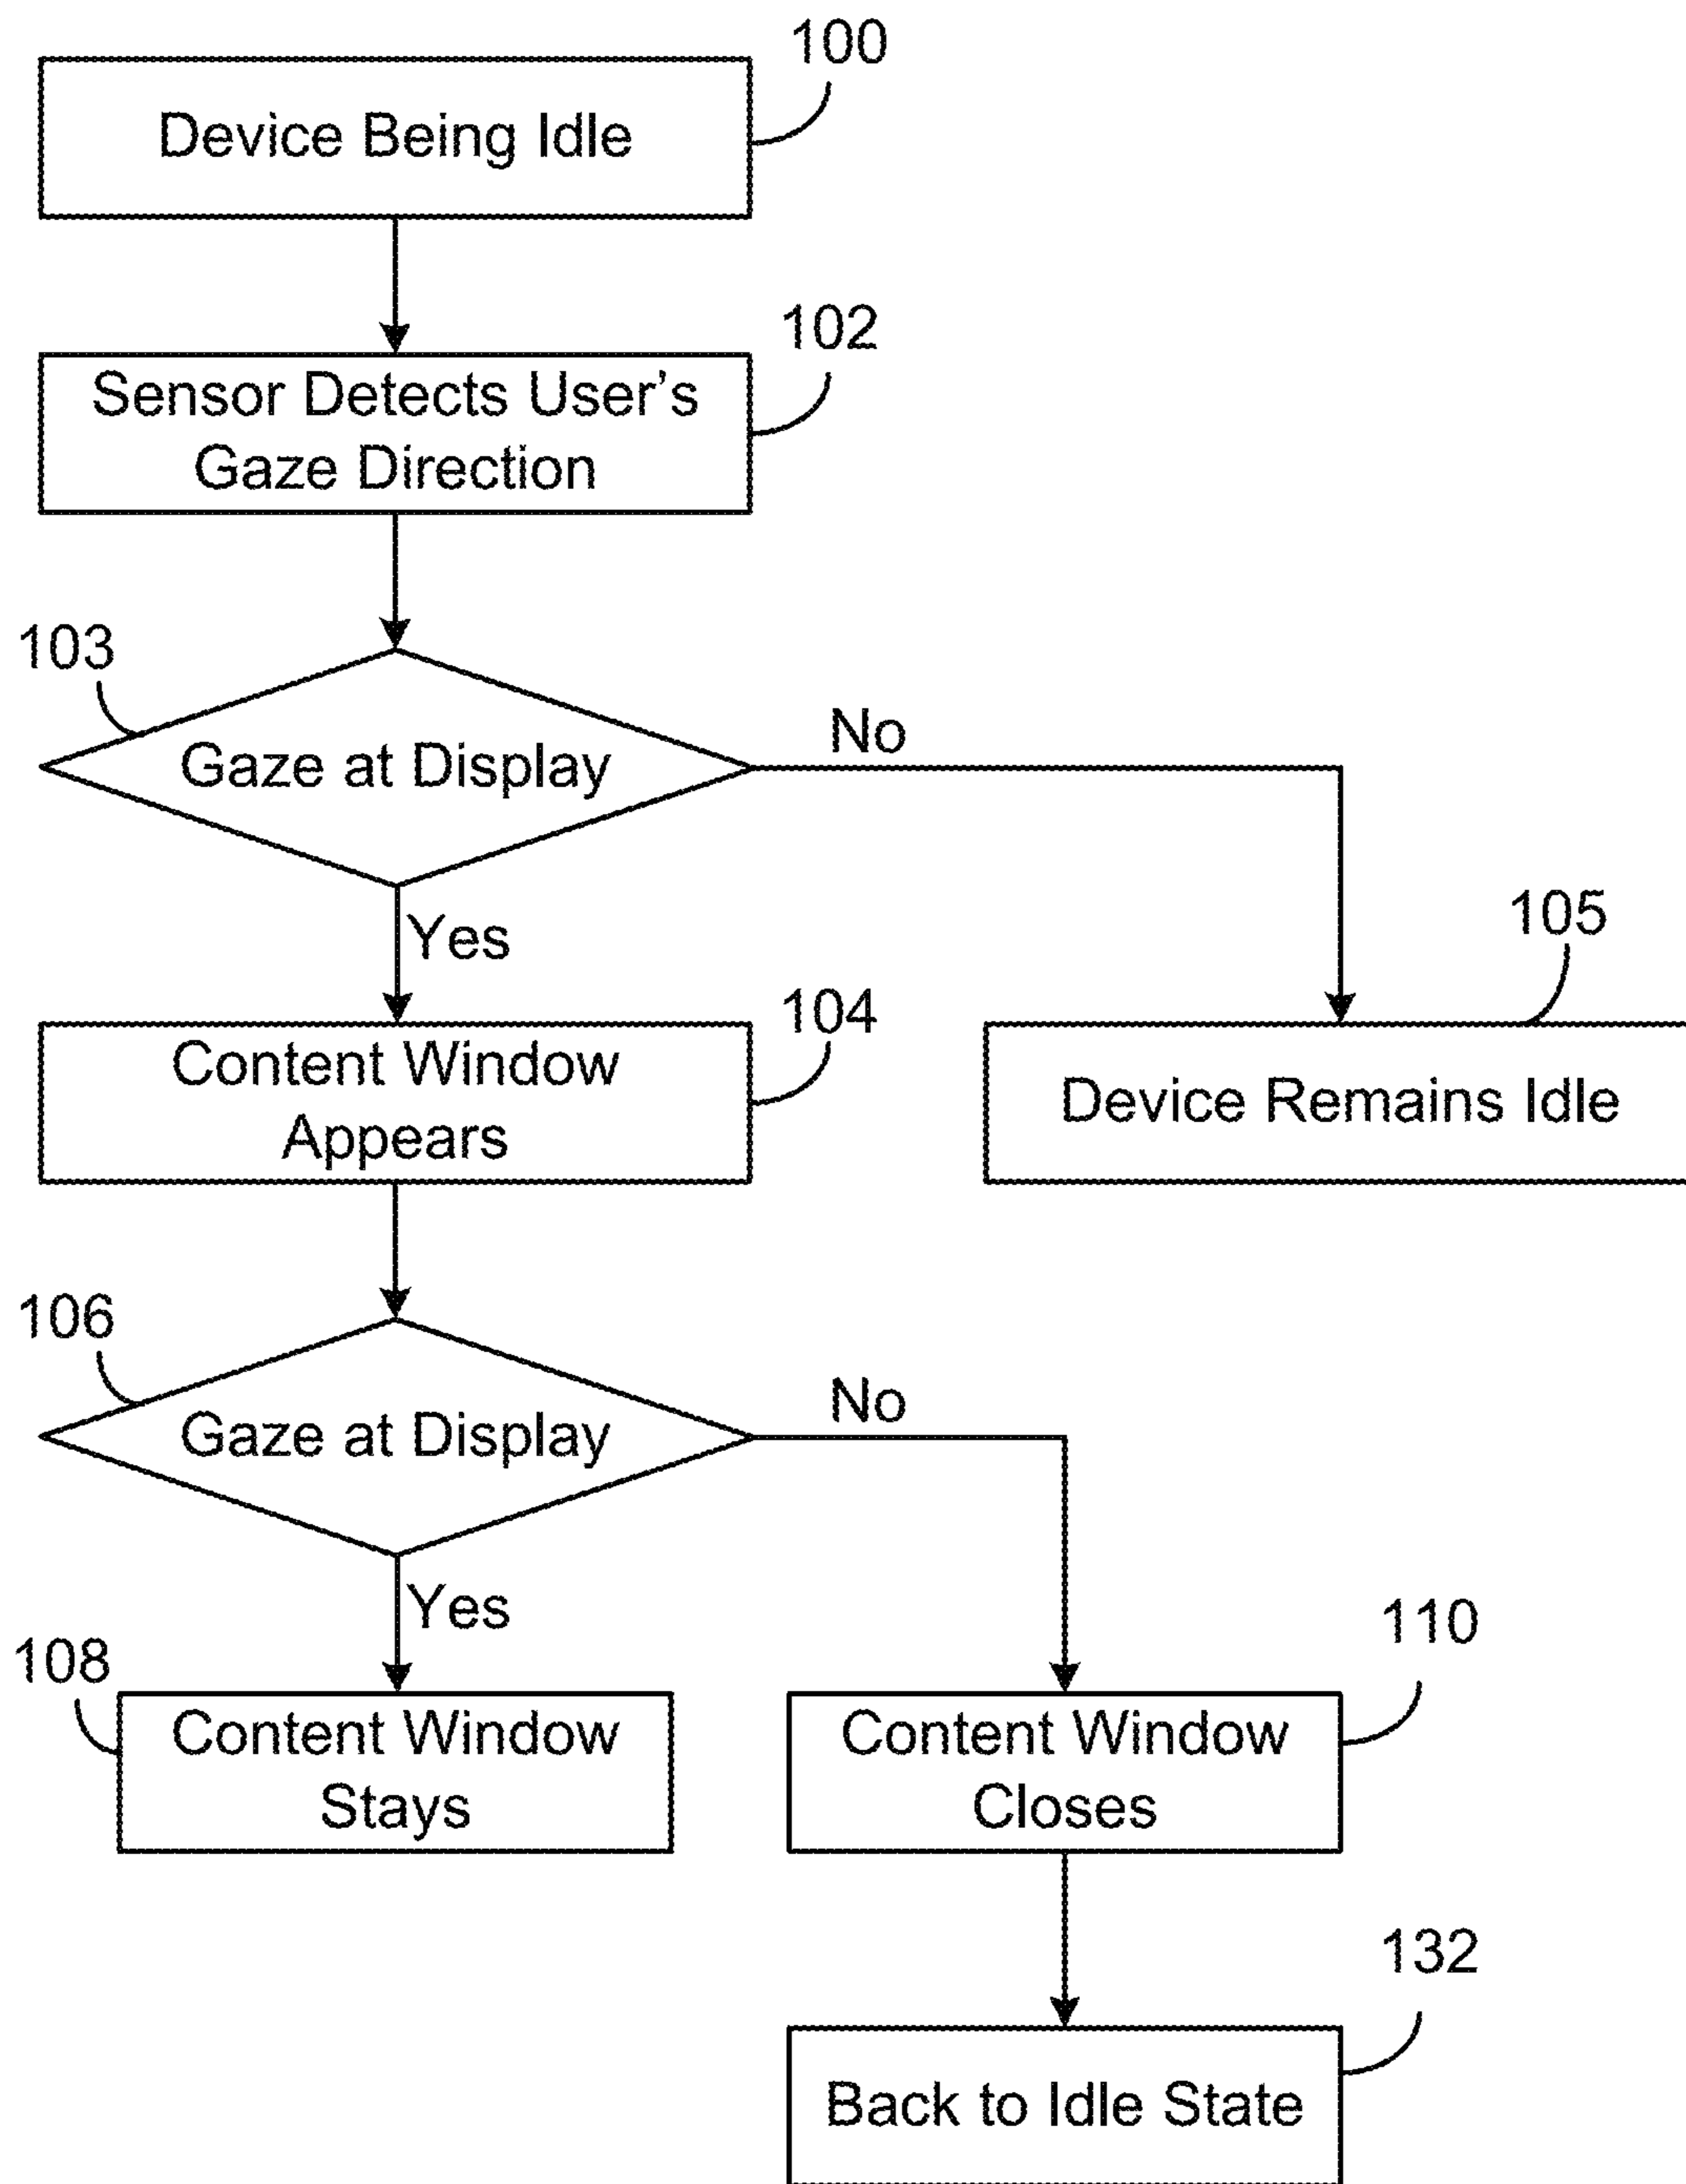 100
Device Being Idle
102
Sensor Detects User's
Gaze Direction
103
Gaze at Display
No
Yes
105
104
Content Window
Appears
Device Remains Idle
106
Gaze at Display
No
Yes
108
110
Content Window
Stays
Content Window
Closes
132
Back to Idle State